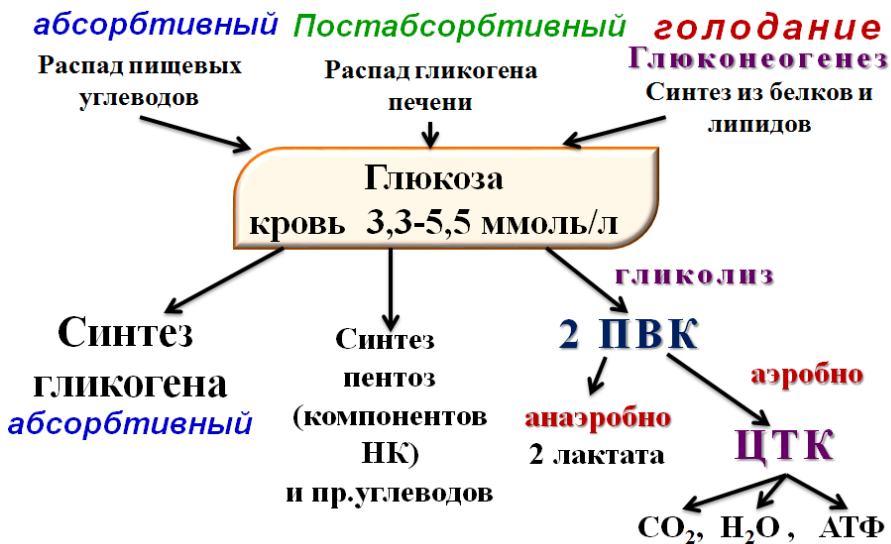 абсорбтивный
Постабсорбтивный
голодание
Распад пищевых
углеводов
Распад гликогена
печени
Глюконеогенез
Синтез из белков и
липидов
Глюкоза
кровь 3,3-5,5 ммоль/л
гликолиз
Синтез
гликогена
абсорбтивный
Синтез
пентоз
(компонентов
НК)
и пр.углеводов
2 ПВК
анаэробно
2 лактата
аэробно
ЦТК
CO₂, H₂O , АТФ